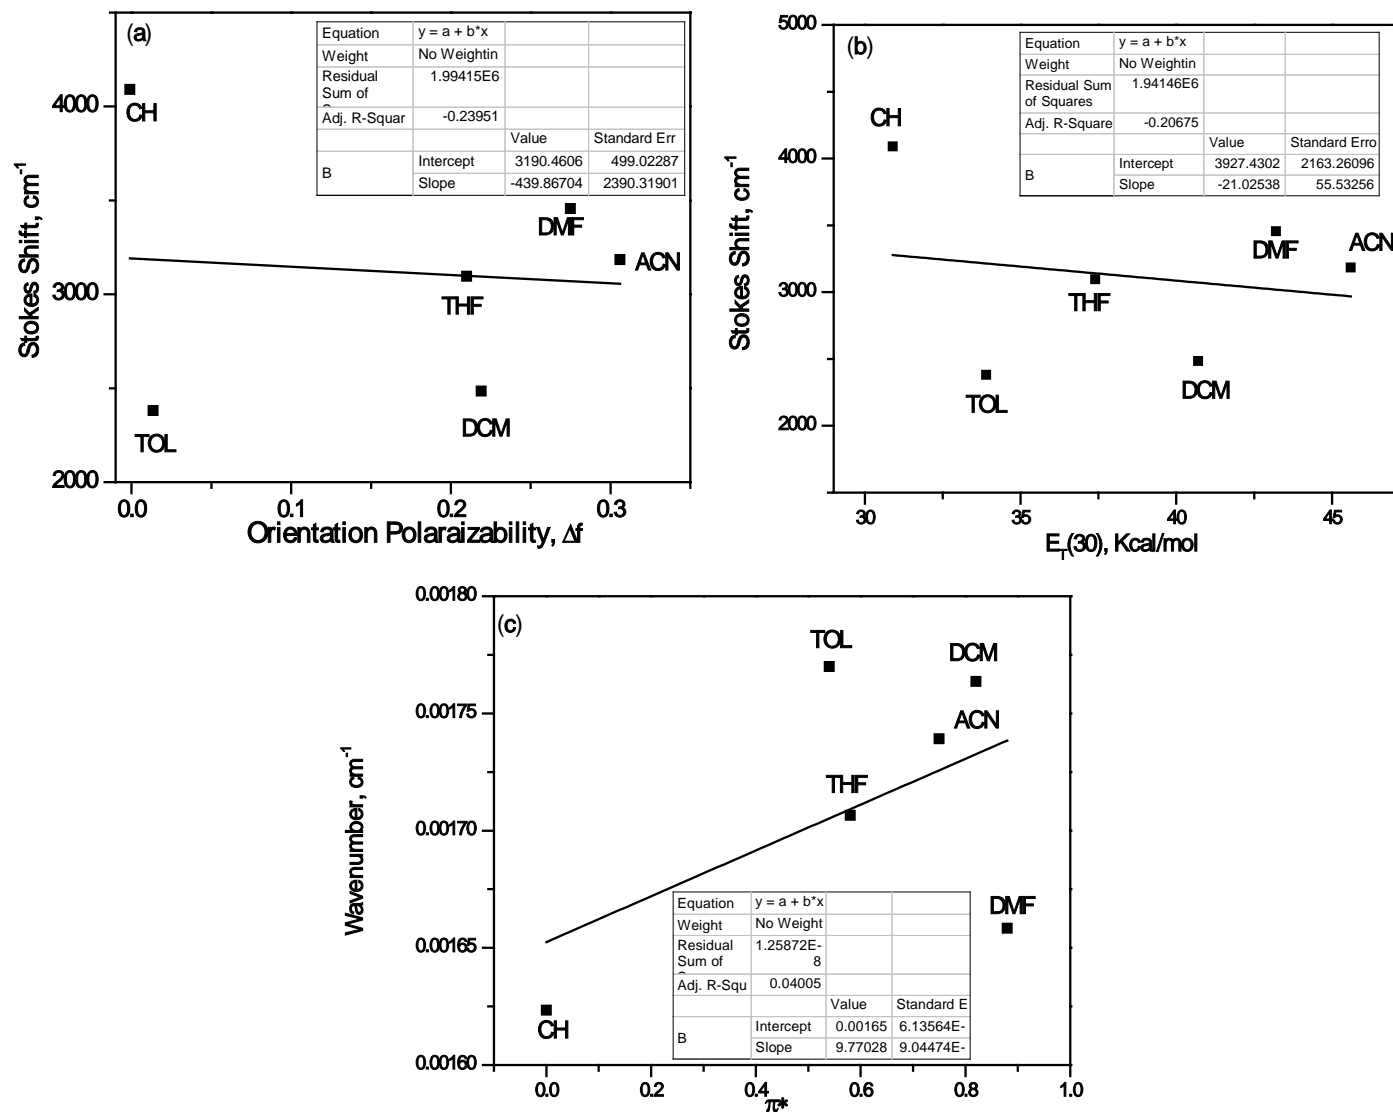 (a)
Equation y = a + b*x
Weight No Weightin
Residual 1.99415E6
Sum of
Adj. R-Squar -0.23951
Value Standard Err
B Intercept 3190.4606 499.02287
Slope -439.86704 2390.31901
4000
3000
2000
Stokes Shift, cm-1
CH
TOL
THF
DCM
DMF
ACN
0.0 0.1 0.2 0.3
Orientation Polaraizability, Δf
(b)
Equation y = a + b*x
Weight No Weightin
Residual Sum 1.94146E6
of Squares
Adj. R-Square -0.20675
Value Standard Erro
B Intercept 3927.4302 2163.26096
Slope -21.02538 55.53256
5000
4000
3000
2000
Stokes Shift, cm-1
CH
TOL
THF
DCM
DMF
ACN
30 35 40 45
ET(30), Kcal/mol
(c)
0.00180
0.00175
0.00170
0.00165
0.00160
Wavenumber, cm-1
TOL
DCM
ACN
THF
DMF
CH
Equation y = a + b*x
Weight No Weight
Residual 1.25872E-
Sum of 8
Adj. R-Squ 0.04005
Value Standard E
B Intercept 0.00165 6.13564E-
Slope 9.77028 9.04474E-
0.0 0.2 0.4 0.6 0.8 1.0
π*